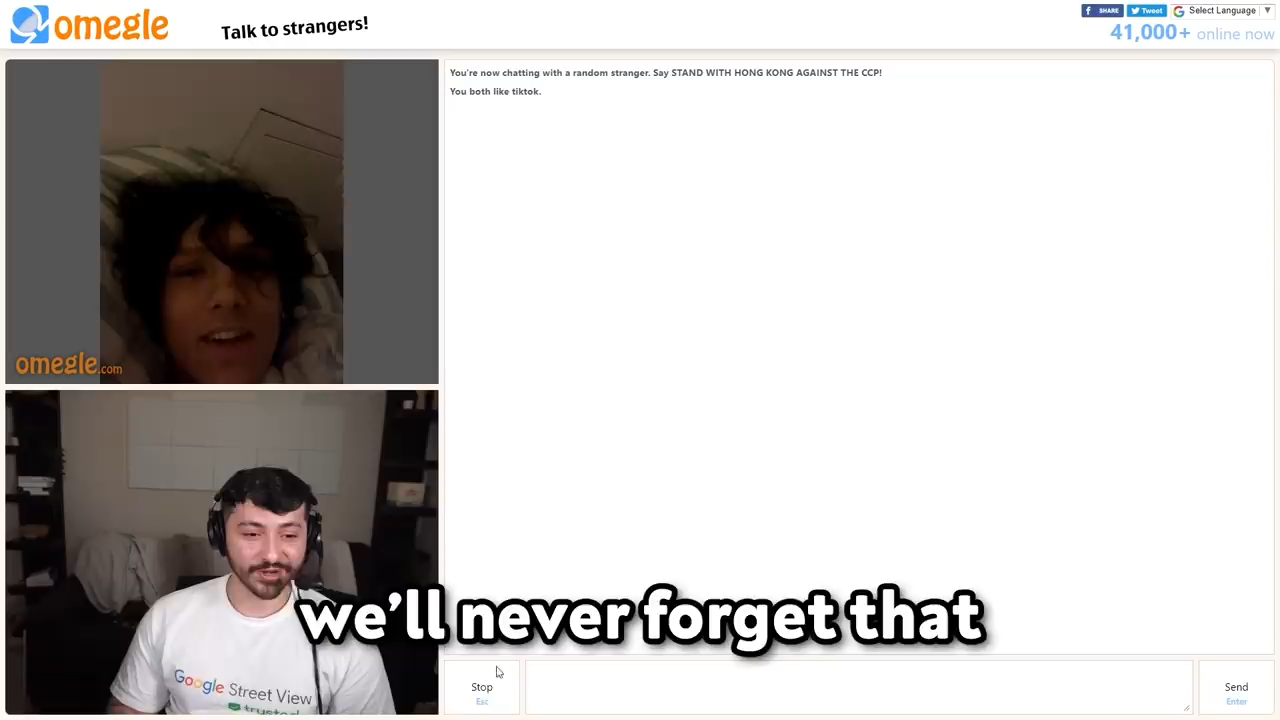 omegle
Talk to strangers!
SHARE
Tweet
Select Language
41,000+ online now
You're now chatting with a random stranger. Say STAND WITH HONG KONG AGAINST THE CCP!
You both like tiktok.
omegle.com
we'll never forget that
Google Street View
trusted
Stop
Esc
Send
Enter